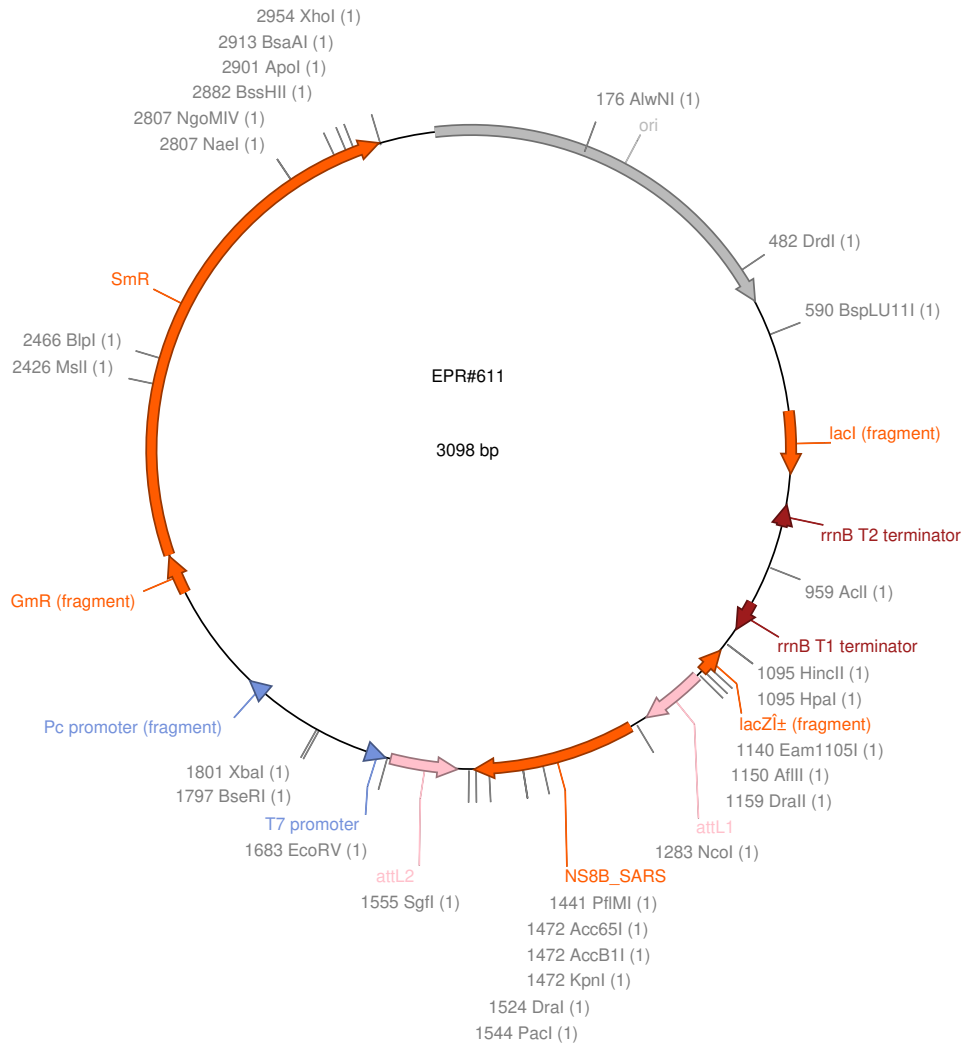 2954 XhoI (1)
2913 BsaAI (1)
2901 ApoI (1)
2882 BssHII (1)
2807 NgoMIV (1)
2807 NaeI (1)
176 AlwNI (1)
ori
482 DrdI (1)
SmR
590 BspLU11I (1)
2466 BlpI (1)
2426 MslI (1)
EPR#611
3098 bp
lacI (fragment)
rrnB T2 terminator
959 AclI (1)
GmR (fragment)
rrnB T1 terminator
1095 HincII (1)
1095 HpaI (1)
lacZÎ± (fragment)
Pc promoter (fragment)
1140 Eam1105I (1)
1150 AflII (1)
1159 DraII (1)
1801 XbaI (1)
1797 BseRI (1)
T7 promoter
attL1
1683 EcoRV (1)
1283 NcoI (1)
attL2
NS8B_SARS
1555 SgfI (1)
1441 PflMI (1)
1472 Acc65I (1)
1472 AccB1I (1)
1472 KpnI (1)
1524 DraI (1)
1544 PacI (1)